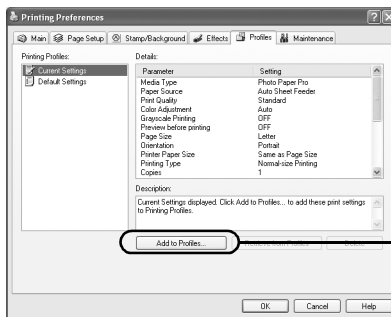 Printing Preferences
Main Page Setup Stamp/Background Effects Profiles Maintenance
Printing Profiles:
Current Settings
Default Settings
Details:
Parameter Setting
Media Type Photo Paper Pro
Paper Source Auto Sheet Feeder
Print Quality Standard
Color Adjustment Auto
Grayscale Printing OFF
Preview before printing OFF
Page Size Letter
Orientation Portrait
Printer Paper Size Same as Page Size
Printing Type Normal-size Printing
Copies 1
Description:
Current Settings displayed. Click Add to Profiles... to add these print settings
to Printing Profiles.
Add to Profiles... Profiles Delete
OK Cancel Help